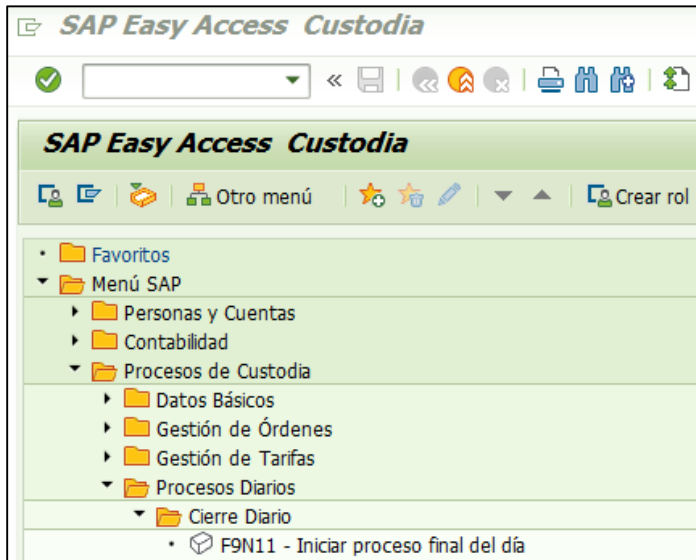 SAP Easy Access Custodia
SAP Easy Access Custodia
Otro menú Crear rol
Favoritos
Menú SAP
Personas y Cuentas
Contabilidad
Procesos de Custodia
Datos Básicos
Gestión de Órdenes
Gestión de Tarifas
Procesos Diarios
Cierre Diario
F9N11 - Iniciar proceso final del día